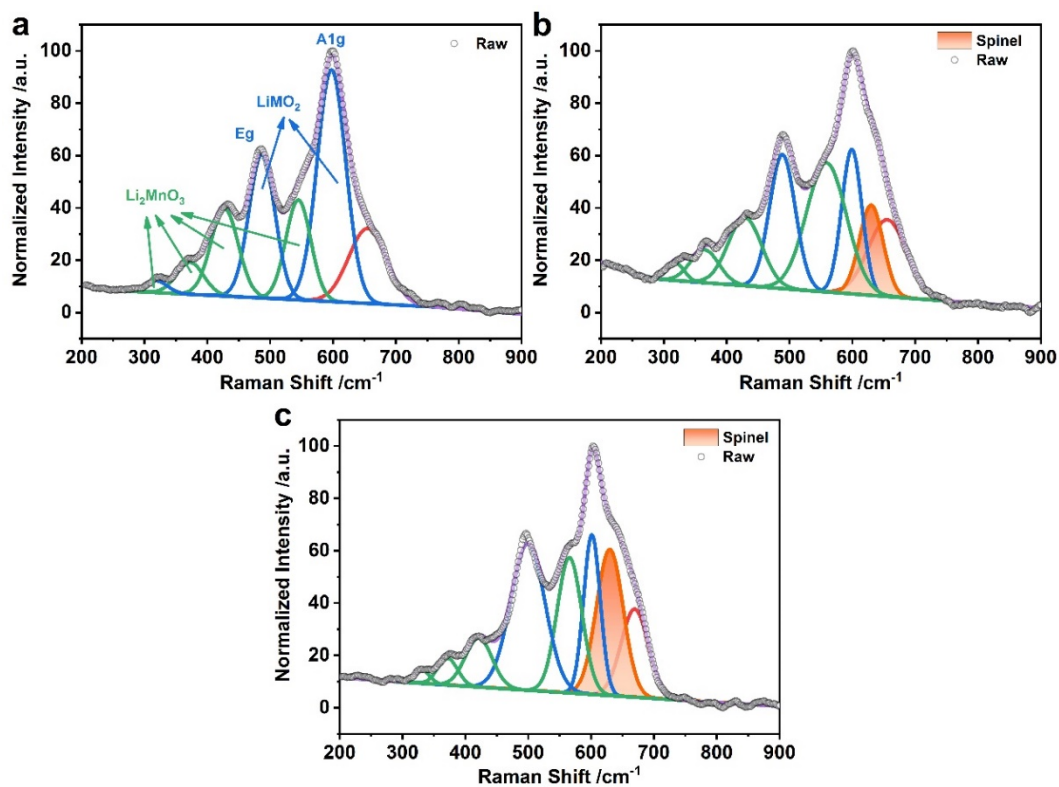 a
Normalized Intensity /a.u.
100
80
60
40
20
0
A1g
Raw
LiMO₂
Eg
Li₂MnO₃
200 300 400 500 600 700 800 900
Raman Shift /cm⁻¹
b
Normalized Intensity /a.u.
100
80
60
40
20
0
Spinel
Raw
200 300 400 500 600 700 800 900
Raman Shift /cm⁻¹
c
Normalized Intensity /a.u.
100
80
60
40
20
0
Spinel
Raw
200 300 400 500 600 700 800 900
Raman Shift /cm⁻¹